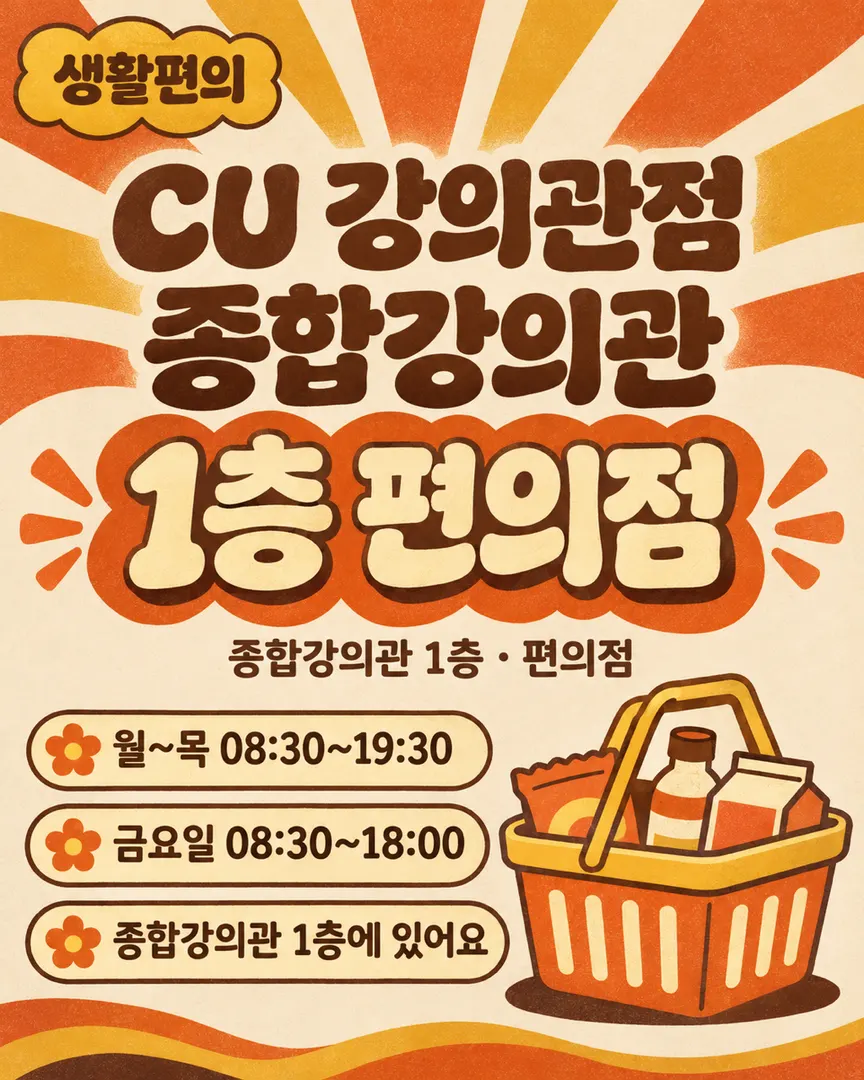 생활편의
CU 강의관점
종합강의관
1층 편의점
종합강의관 1층 · 편의점
월~목 08:30~19:30
금요일 08:30~18:00
종합강의관 1층에 있어요